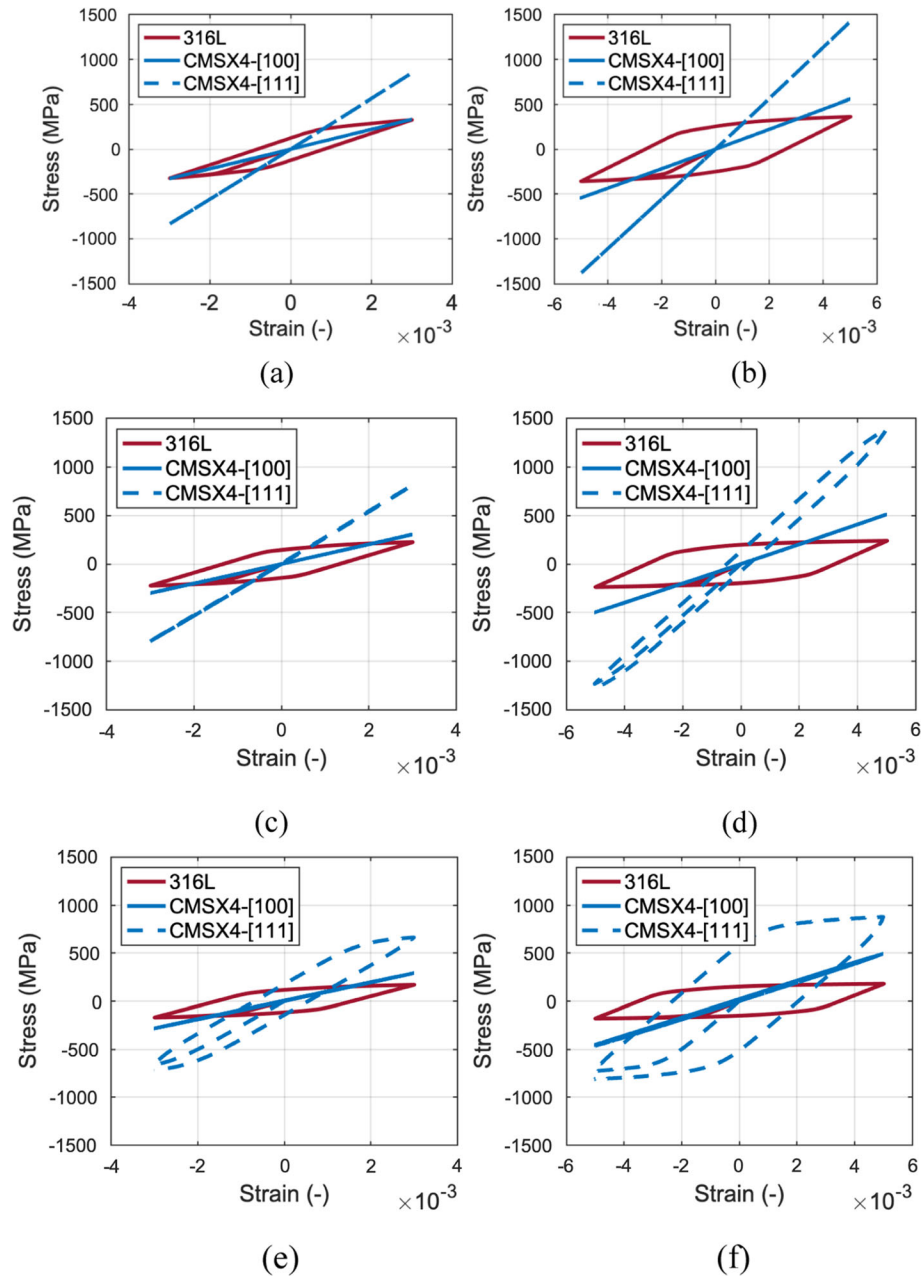 1500
1000
500
0
-500
-1000
-1500
Stress (MPa)
316L
CMSX4-[100]
CMSX4-[111]
-4 -2 0 2 4
Strain (-)
×10⁻³
(a)
1500
1000
500
0
-500
-1000
-1500
Stress (MPa)
316L
CMSX4-[100]
CMSX4-[111]
-6 -4 -2 0 2 4 6
Strain (-)
×10⁻³
(b)
1500
1000
500
0
-500
-1000
-1500
Stress (MPa)
316L
CMSX4-[100]
CMSX4-[111]
-4 -2 0 2 4
Strain (-)
×10⁻³
(c)
1500
1000
500
0
-500
-1000
-1500
Stress (MPa)
316L
CMSX4-[100]
CMSX4-[111]
-6 -4 -2 0 2 4 6
Strain (-)
×10⁻³
(d)
1500
1000
500
0
-500
-1000
-1500
Stress (MPa)
316L
CMSX4-[100]
CMSX4-[111]
-4 -2 0 2 4
Strain (-)
×10⁻³
(e)
1500
1000
500
0
-500
-1000
-1500
Stress (MPa)
316L
CMSX4-[100]
CMSX4-[111]
-6 -4 -2 0 2 4 6
Strain (-)
×10⁻³
(f)